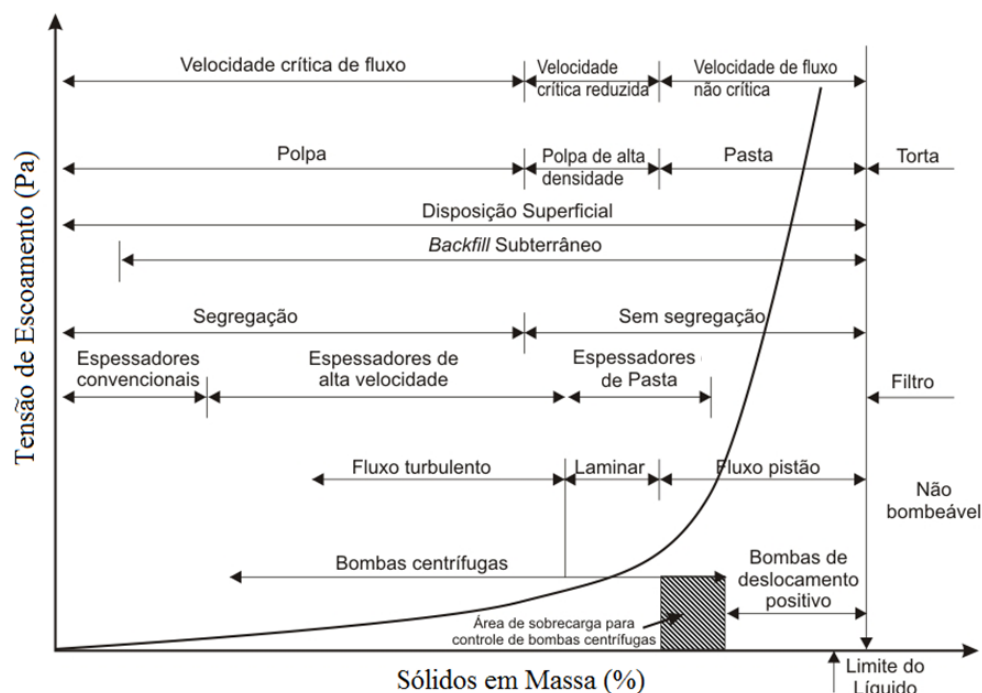 Velocidade crítica de fluxo
Velocidade
crítica reduzida
Velocidade de fluxo
não crítica
Polpa
Polpa de alta
densidade
Pasta
Torta
Disposição Superficial
Backfill Subterrâneo
Segregação
Sem segregação
Espessadores
convencionais
Espessadores de
alta velocidade
Espessadores
de Pasta
Filtro
Fluxo turbulento
Laminar
Fluxo pistão
Não
bombeável
Bombas centrífugas
Bombas de
deslocamento
positivo
Área de sobrecarga para
controle de bombas centrífugas
Tensão de Escoamento (Pa)
Sólidos em Massa (%)
Limite do
Líquido